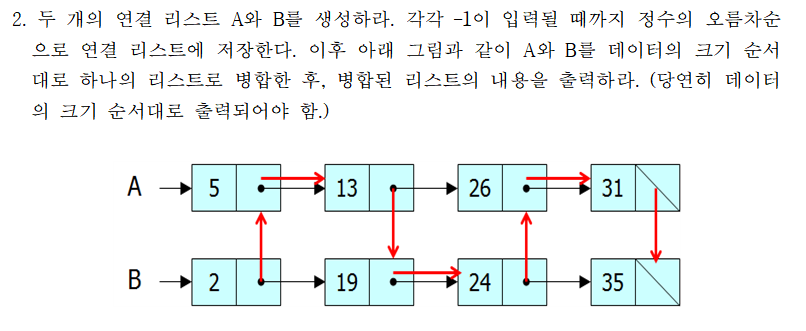 2. 두 개의 연결 리스트 A와 B를 생성하라. 각각 –1이 입력될 때까지 정수의 오름차순
으로 연결 리스트에 저장한다. 이후 아래 그림과 같이 A와 B를 데이터의 크기 순서
대로 하나의 리스트로 병합한 후, 병합된 리스트의 내용을 출력하라. (당연히 데이터
의 크기 순서대로 출력되어야 함.)
A 5 13 26 31
B 2 19 24 35